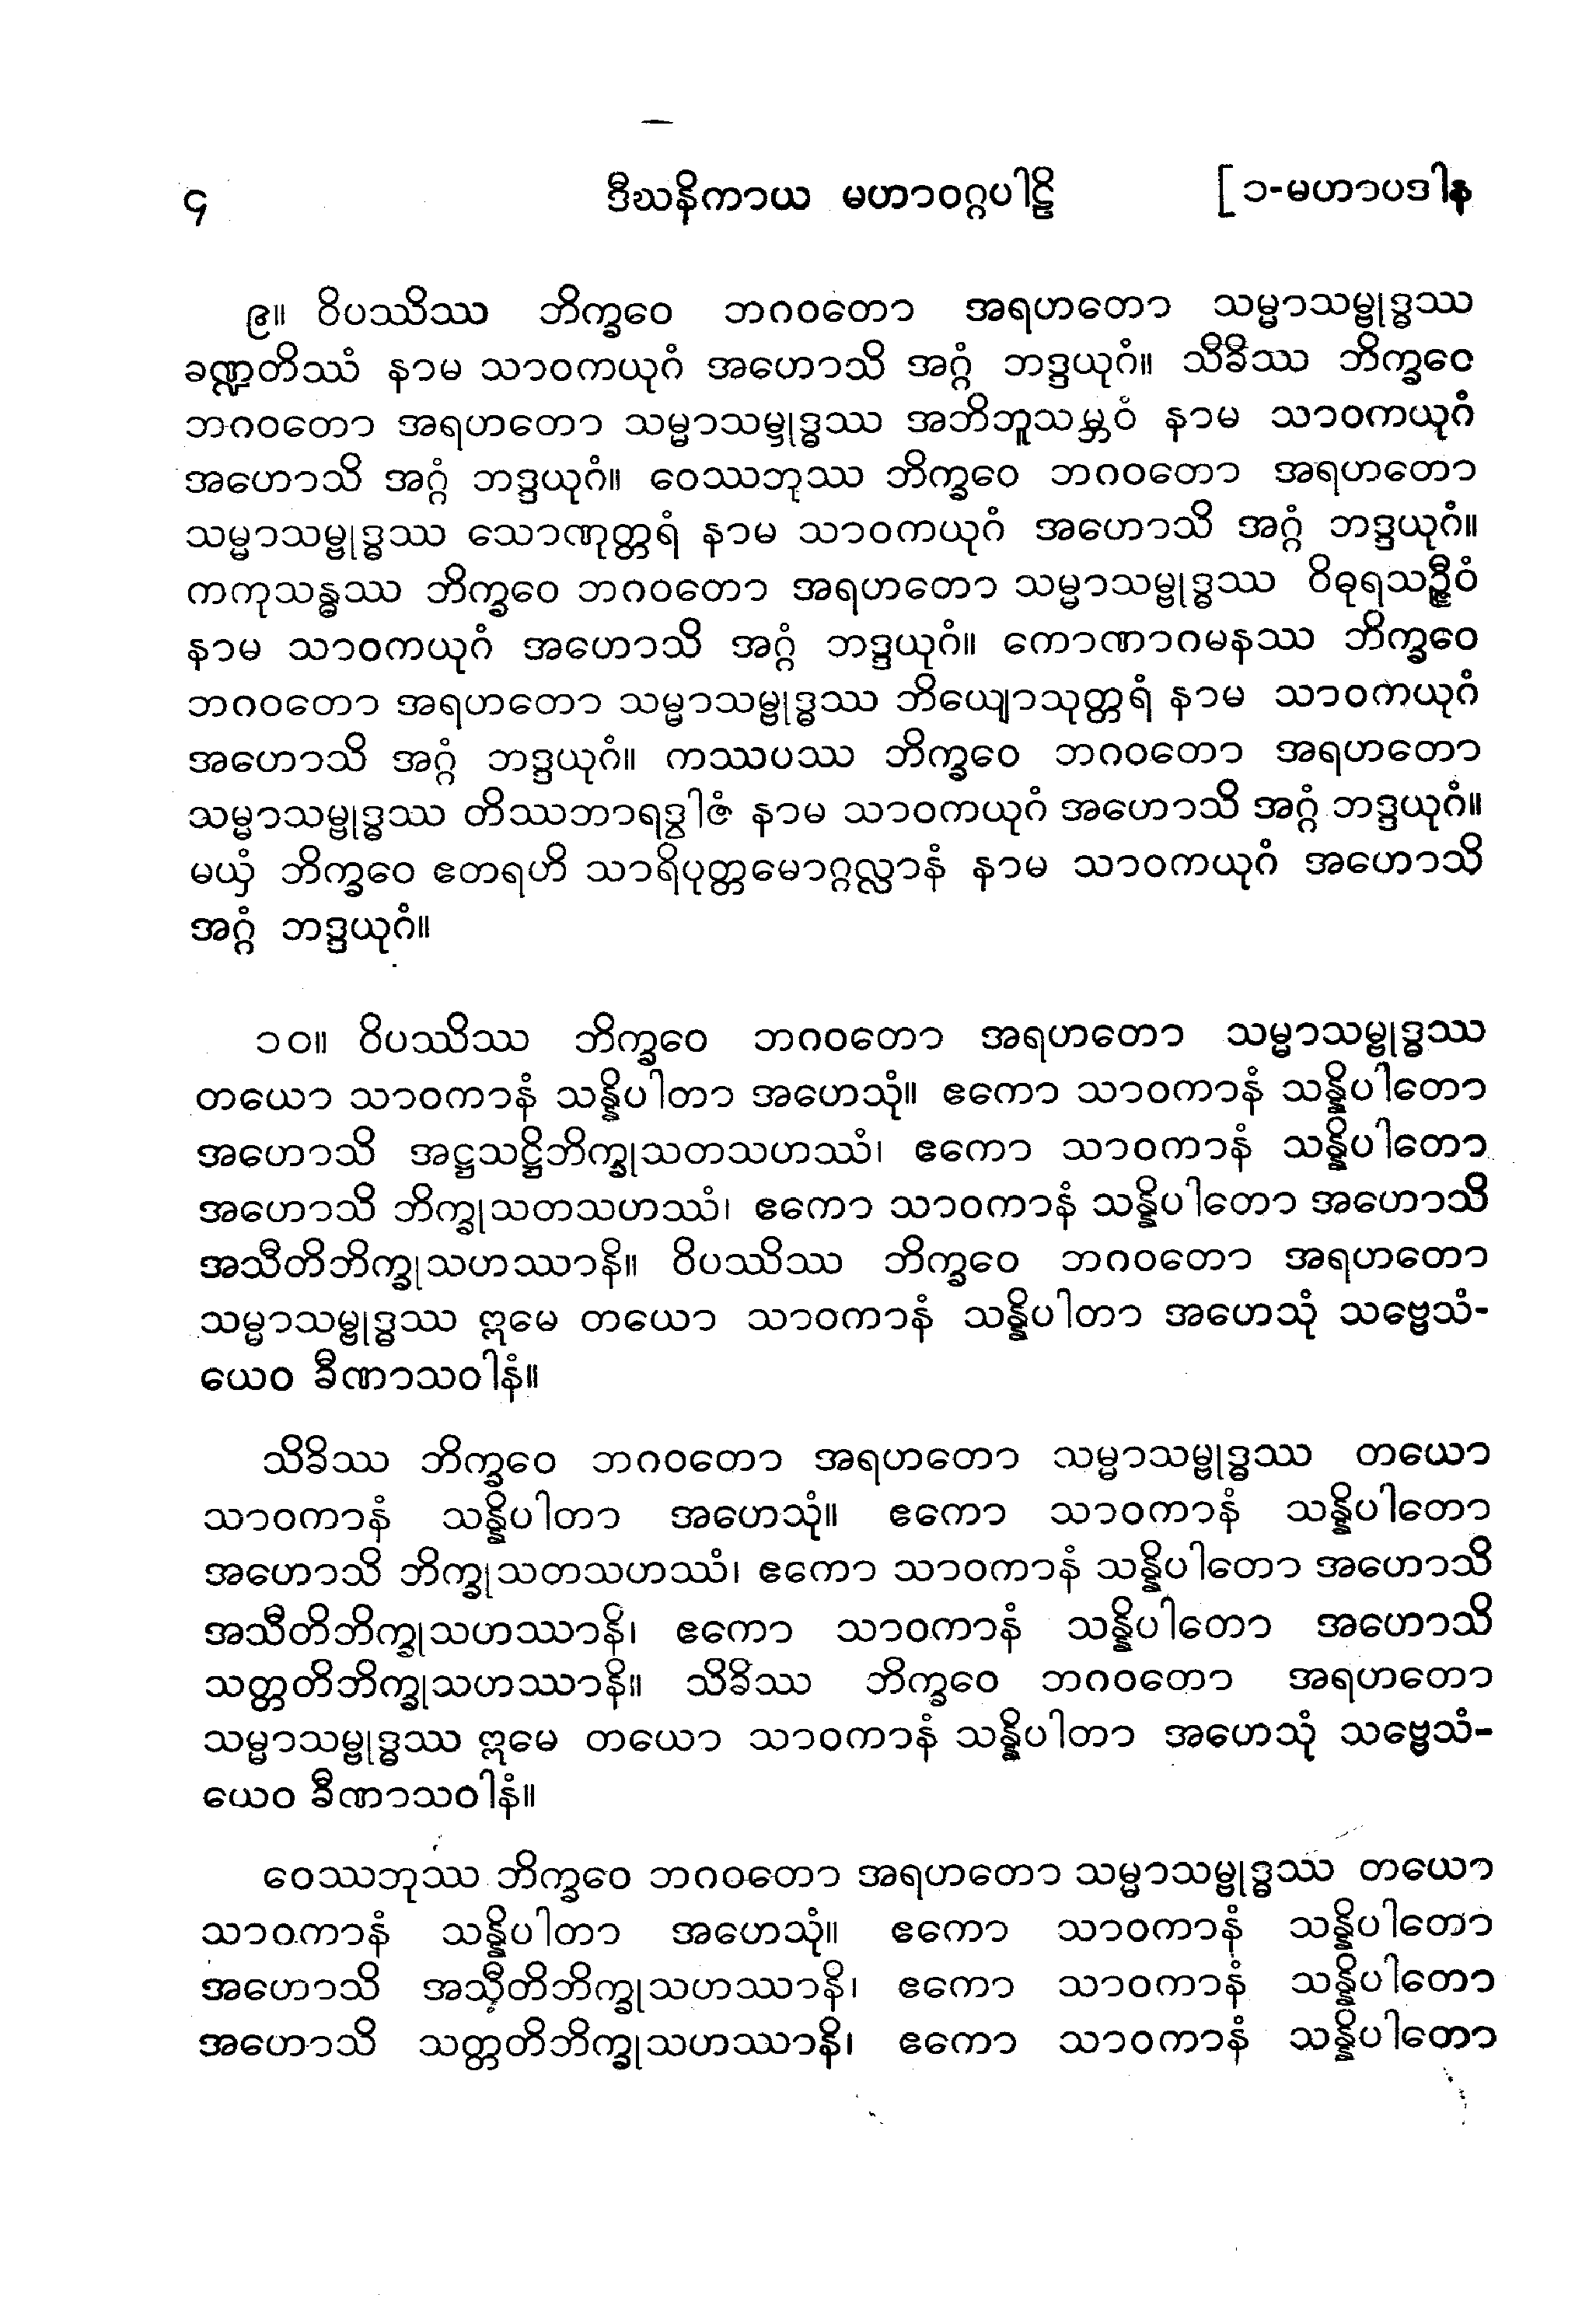 ၄ ဒီဃနိကာယ မဟာဝဂ္ဂပါဠိ [ ၁-မဟာပဒါန
၉။ ဝိပဿိဿ ဘိက္ခဝေ ဘဂဝတော အရဟတော သမ္မာသမ္ဗုဒ္ဓဿ
ခဏ္ဍတိဿံ နာမ သာဝကယုဂံ အဟောသိ အဂ္ဂံ ဘဒ္ဒယုဂံ။ သိခိဿ ဘိက္ခဝေ
ဘဂဝတော အရဟတော သမ္မာသမ္ဗုဒ္ဓဿ အဘိဘူသမ္ဘဝံ နာမ သာဝကယုဂံ
အဟောသိ အဂ္ဂံ ဘဒ္ဒယုဂံ။ ဝေဿဘုဿ ဘိက္ခဝေ ဘဂဝတော အရဟတော
သမ္မာသမ္ဗုဒ္ဓဿ သောဏုတ္တရံ နာမ သာဝကယုဂံ အဟောသိ အဂ္ဂံ ဘဒ္ဒယုဂံ။
ကကုသန္ဓဿ ဘိက္ခဝေ ဘဂဝတော အရဟတော သမ္မာသမ္ဗုဒ္ဓဿ ဝိဓုရသဉ္ဇီဝံ
နာမ သာဝကယုဂံ အဟောသိ အဂ္ဂံ ဘဒ္ဒယုဂံ။ ကောဏာဂမနဿ ဘိက္ခဝေ
ဘဂဝတော အရဟတော သမ္မာသမ္ဗုဒ္ဓဿ ဘိယျောသုတ္တရံ နာမ သာဝကယုဂံ
အဟောသိ အဂ္ဂံ ဘဒ္ဒယုဂံ။ ကဿပဿ ဘိက္ခဝေ ဘဂဝတော အရဟတော
သမ္မာသမ္ဗုဒ္ဓဿ တိဿဘာရဒွါဇံ နာမ သာဝကယုဂံ အဟောသိ အဂ္ဂံ ဘဒ္ဒယုဂံ။
မယှံ ဘိက္ခဝေ ဧတရဟိ သာရိပုတ္တမောဂ္ဂလ္လာနံ နာမ သာဝကယုဂံ အဟောသိ
အဂ္ဂံ ဘဒ္ဒယုဂံ။
၁၀။ ဝိပဿိဿ ဘိက္ခဝေ ဘဂဝတော အရဟတော သမ္မာသမ္ဗုဒ္ဓဿ
တယော သာဝကာနံ သန္နိပါတာ အဟေသုံ။ ဧကော သာဝကာနံ သန္နိပါတော
အဟောသိ အဋ္ဌသဋ္ဌိဘိက္ခုသတသဟဿံ၊ ဧကော သာဝကာနံ သန္နိပါတော
အဟောသိ ဘိက္ခုသတသဟဿံ၊ ဧကော သာဝကာနံ သန္နိပါတော အဟောသိ
အသီတိဘိက္ခုသဟဿာနိ။ ဝိပဿိဿ ဘိက္ခဝေ ဘဂဝတော အရဟတော
သမ္မာသမ္ဗုဒ္ဓဿ ဣမေ တယော သာဝကာနံ သန္နိပါတာ အဟေသုံ သဗ္ဗေသံ-
ယေဝ ခီဏာသဝါနံ။
သိခိဿ ဘိက္ခဝေ ဘဂဝတော အရဟတော သမ္မာသမ္ဗုဒ္ဓဿ တယော
သာဝကာနံ သန္နိပါတာ အဟေသုံ။ ဧကော သာဝကာနံ သန္နိပါတော
အဟောသိ ဘိက္ခုသတသဟဿံ၊ ဧကော သာဝကာနံ သန္နိပါတော အဟောသိ
အသီတိဘိက္ခုသဟဿာနိ၊ ဧကော သာဝကာနံ သန္နိပါတော အဟောသိ
သတ္တတိဘိက္ခုသဟဿာနိ။ သိခိဿ ဘိက္ခဝေ ဘဂဝတော အရဟတော
သမ္မာသမ္ဗုဒ္ဓဿ ဣမေ တယော သာဝကာနံ သန္နိပါတာ အဟေသုံ သဗ္ဗေသံ-
ယေဝ ခီဏာသဝါနံ။
ဝေဿဘုဿ ဘိက္ခဝေ ဘဂဝတော အရဟတော သမ္မာသမ္ဗုဒ္ဓဿ တယော
သာဝကာနံ သန္နိပါတာ အဟေသုံ။ ဧကော သာဝကာနံ သန္နိပါတော
အဟောသိ အသီတိဘိက္ခုသဟဿာနိ၊ ဧကော သာဝကာနံ သန္နိပါတော
အဟောသိ သတ္တတိဘိက္ခုသဟဿာနိ၊ ဧကော သာဝကာနံ သန္နိပါတော